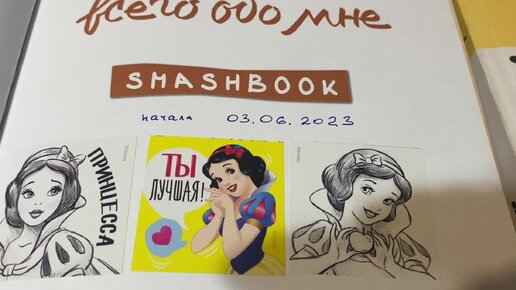 всего обо мне
SMASHBOOK
начала 03.06.2023
ПРИНЦЕССА
ТЫ
ЛУЧШАЯ!